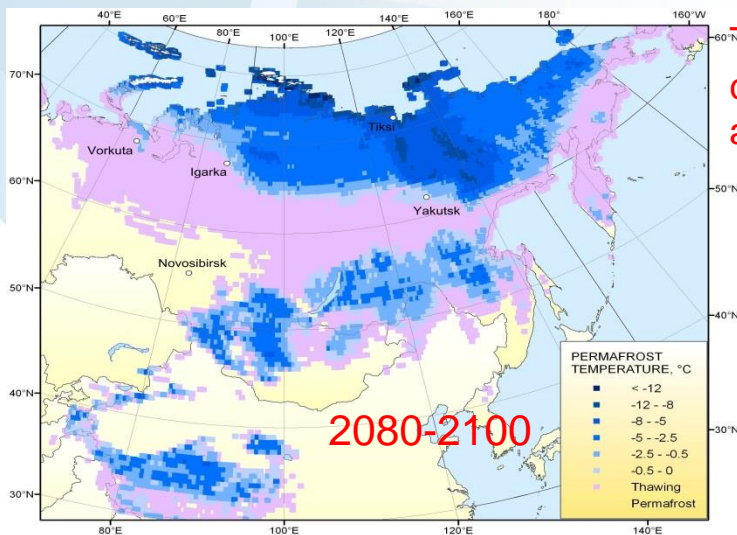 40°E 60°E 80°E 100°E 120°E 140°E 160°E 180° 160°W
60°N
70°N
Tiksi
Vorkuta
Igarka
60°N
50°N
Yakutsk
Novosibirsk
50°N
40°N
40°N
PERMAFROST
TEMPERATURE, °C
< -12
-12 - -8
-8 - -5
-5 - -2.5
-2.5 - -0.5
-0.5 - 0
Thawing
Permafrost
2080-2100
30°N
30°N
80°E 100°E 120°E 140°E